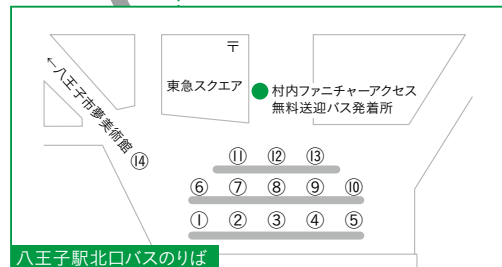 〒
東急スクエア
村内ファニチャーアクセス
無料送迎バス発着所
←八王子市夢美術館
⑭
⑪ ⑫ ⑬
⑥ ⑦ ⑧ ⑨ ⑩
① ② ③ ④ ⑤
八王子駅北口バスのりば